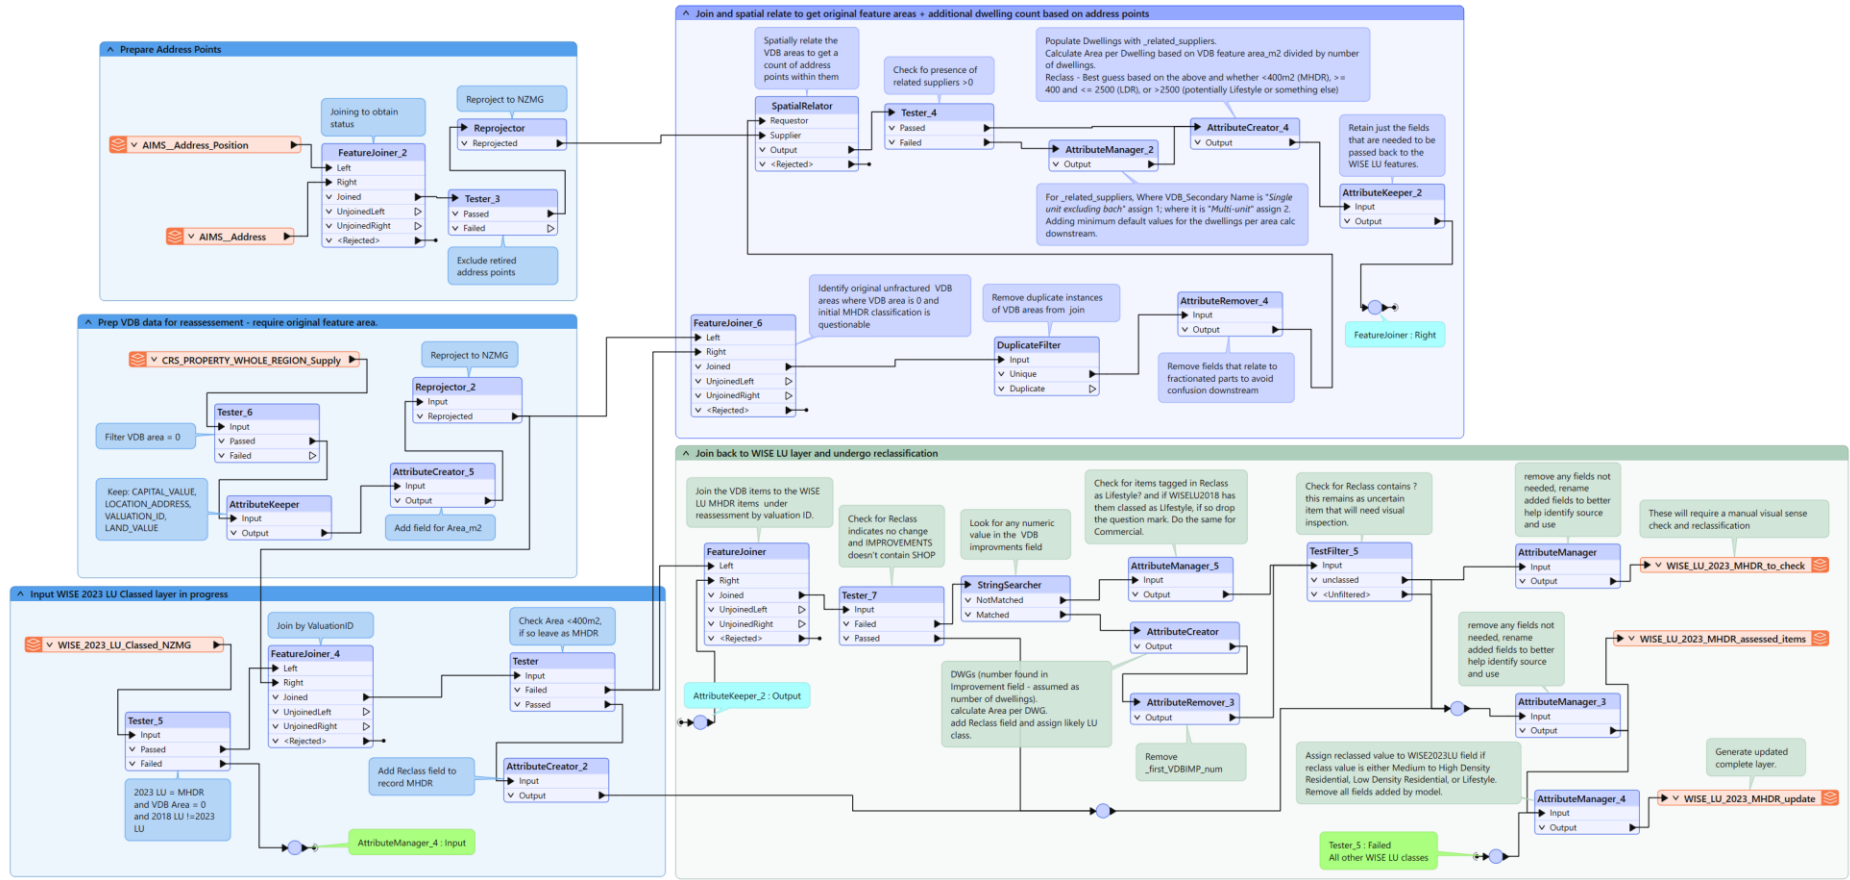 Prepare Address Points
Joining to obtain
status
Reproject to NZMG
AIMS__Address_Position
AIMS__Address
FeatureJoiner_2
Left
Right
Joined
UnjoinedLeft
UnjoinedRight
<Rejected>
Reprojector
Reprojected
Tester_3
Passed
Failed
Exclude retired
address points
Prep VDB data for reassessement - require original feature area.
CRS_PROPERTY_WHOLE_REGION_Supply
Reproject to NZMG
Reprojector_2
Input
Reprojected
Tester_6
Input
Passed
Failed
Filter VDB area = 0
AttributeCreator_5
Input
Output
Keep: CAPITAL_VALUE,
LOCATION_ADDRESS,
VALUATION_ID,
LAND_VALUE
AttributeKeeper
Input
Output
Add field for Area_m2
Input WISE 2023 LU Classed layer in progress
WISE_2023_LU_Classed_NZMG
Join by ValuationID
FeatureJoiner_4
Left
Right
Joined
UnjoinedLeft
UnjoinedRight
<Rejected>
Check Area <400m2,
if so leave as MHDR
Tester
Input
Failed
Passed
Tester_5
Input
Passed
Failed
2023 LU = MHDR
and VDB Area = 0
and 2018 LU !=2023
LU
Add Reclass field to
record MHDR
AttributeCreator_2
Input
Output
AttributeManager_4 : Input
Join and spatial relate to get original feature areas + additional dwelling count based on address points
Spatially relate the
VDB areas to get a
count of address
points within them
SpatialRelator
Requestor
Supplier
Output
<Rejected>
Check fo presence of
related suppliers >0
Tester_4
Passed
Failed
Populate Dwellings with _related_suppliers.
Calculate Area per Dwelling based on VDB feature area_m2 divided by number
of dwellings.
Reclass - Best guess based on the above and whether <400m2 (MHDR), >=
400 and <= 2500 (LDR), or >2500 (potentially Lifestyle or something else)
AttributeManager_2
Output
AttributeCreator_4
Output
Retain just the fields
that are needed to be
passed back to the
WISE LU features.
AttributeKeeper_2
Input
Output
For _related_suppliers, Where VDB_Secondary Name is "Single
unit excluding bach" assign 1; where it is "Multi-unit" assign 2.
Adding minimum default values for the dwellings per area calc
downstream.
FeatureJoiner : Right
FeatureJoiner_6
Left
Right
Joined
UnjoinedLeft
UnjoinedRight
<Rejected>
Identify original unfractured VDB
areas where VDB area is 0 and
initial MHDR classification is
questionable
Remove duplicate instances
of VDB areas from join
DuplicateFilter
Input
Unique
Duplicate
AttributeRemover_4
Input
Output
Remove fields that relate to
fractionated parts to avoid
confusion downstream
Join back to WISE LU layer and undergo reclassification
Join the VDB items to the WISE
LU MHDR items under
reassessment by valuation ID.
FeatureJoiner
Left
Right
Joined
UnjoinedLeft
UnjoinedRight
<Rejected>
AttributeKeeper_2 : Output
Check for Reclass
indicates no change
and IMPROVEMENTS
doesn't contain SHOP
Tester_7
Input
Failed
Passed
Look for any numeric
value in the VDB
improvments field
StringSearcher
NotMatched
Matched
Check for items tagged in Reclass
as Lifestyle? and if WISELU2018 has
them classed as LIfestyle, if so drop
the question mark. Do the same for
Commercial.
AttributeManager_5
Input
Output
AttributeCreator
Output
DWGs (number found in
Improvement field - assumed as
number of dwellings).
calculate Area per DWG.
add Reclass field and assign likely LU
class.
AttributeRemover_3
Output
Remove
_first_VDBIMP_num
Check for Reclass contains ?
this remains as uncertain
item that will need visual
inspection.
TestFilter_5
Input
unclassed
<Unfiltered>
remove any fields not
needed, rename
added fields to better
help identify source
and use
AttributeManager
Input
Output
These will require a manual visual sense
check and reclassification
WISE_LU_2023_MHDR_to_check
remove any fields not
needed, rename
added fields to better
help identify source
and use
AttributeManager_3
Input
Output
WISE_LU_2023_MHDR_assessed_items
Assign reclassed value to WISE2023LU field if
reclass value is either Medium to High Density
Residential, Low Density Residential, or Lifestyle.
Remove all fields added by model.
AttributeManager_4
Input
Output
Generate updated
complete layer.
WISE_LU_2023_MHDR_update
Tester_5 : Failed
All other WISE LU classes